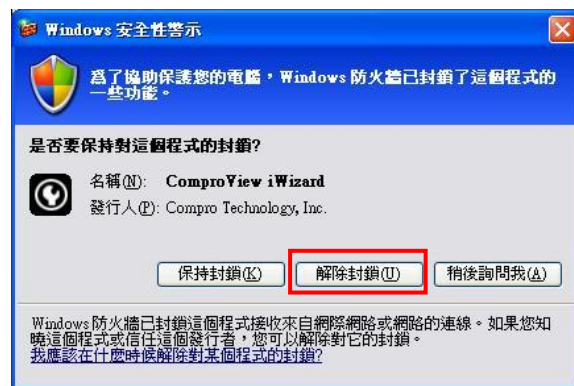 Windows 安全性警示
為了協助保護您的電腦，Windows 防火牆已封鎖了這個程式的
一些功能。
是否要保持對這個程式的封鎖?
名稱(N): ComproView iWizard
發行人(P): Compro Technology, Inc.
保持封鎖(K) 解除封鎖(U) 稍後詢問我(A)
Windows 防火牆已封鎖這個程式接收來自網際網路或網路的連線。如果您知
曉這個程式或信任這個發行者，您可以解除對它的封鎖。
我應該在什麼時候解除對某個程式的封鎖?